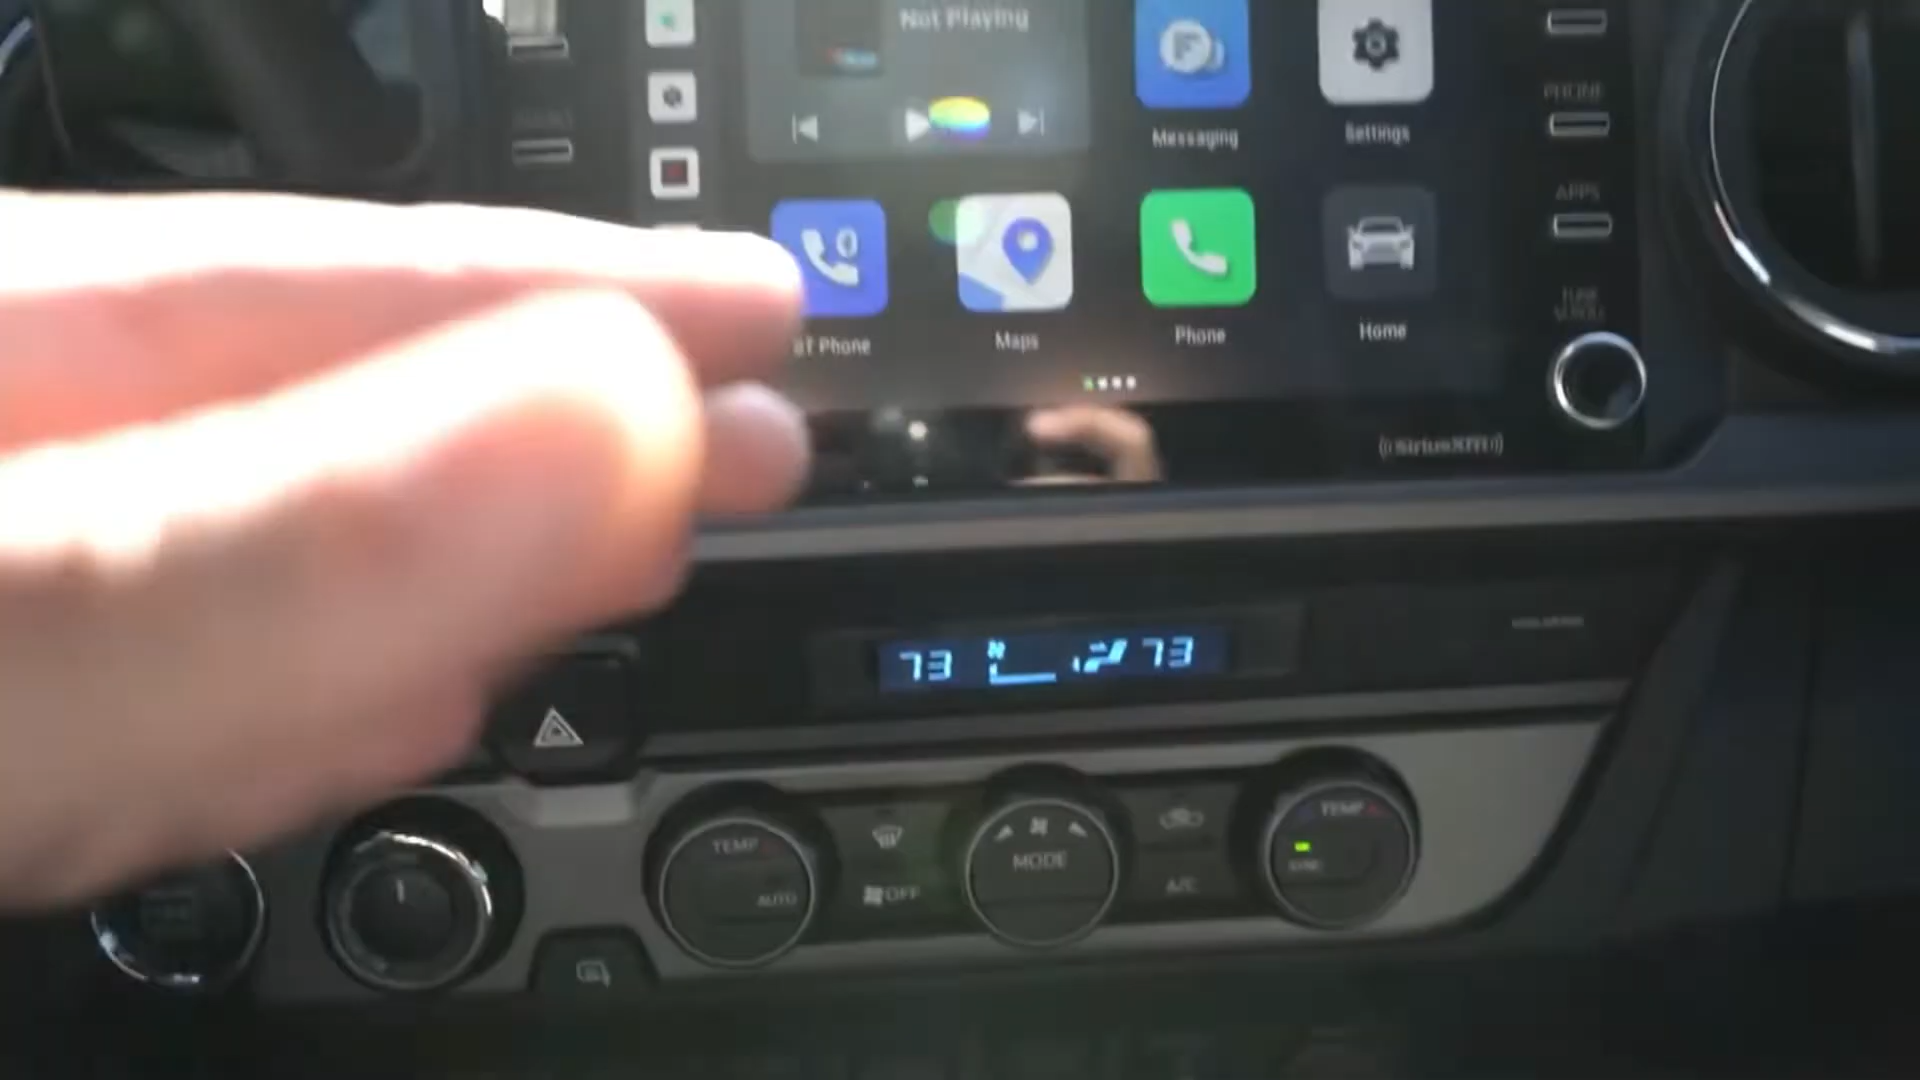 Not Playing
Messaging
Settings
PHONE
APPS
TUNE
SCROLL
BT Phone
Maps
Phone
Home
((SiriusXM))
73
73
TEMP
AUTO
OFF
MODE
A/C
TEMP
SYNC